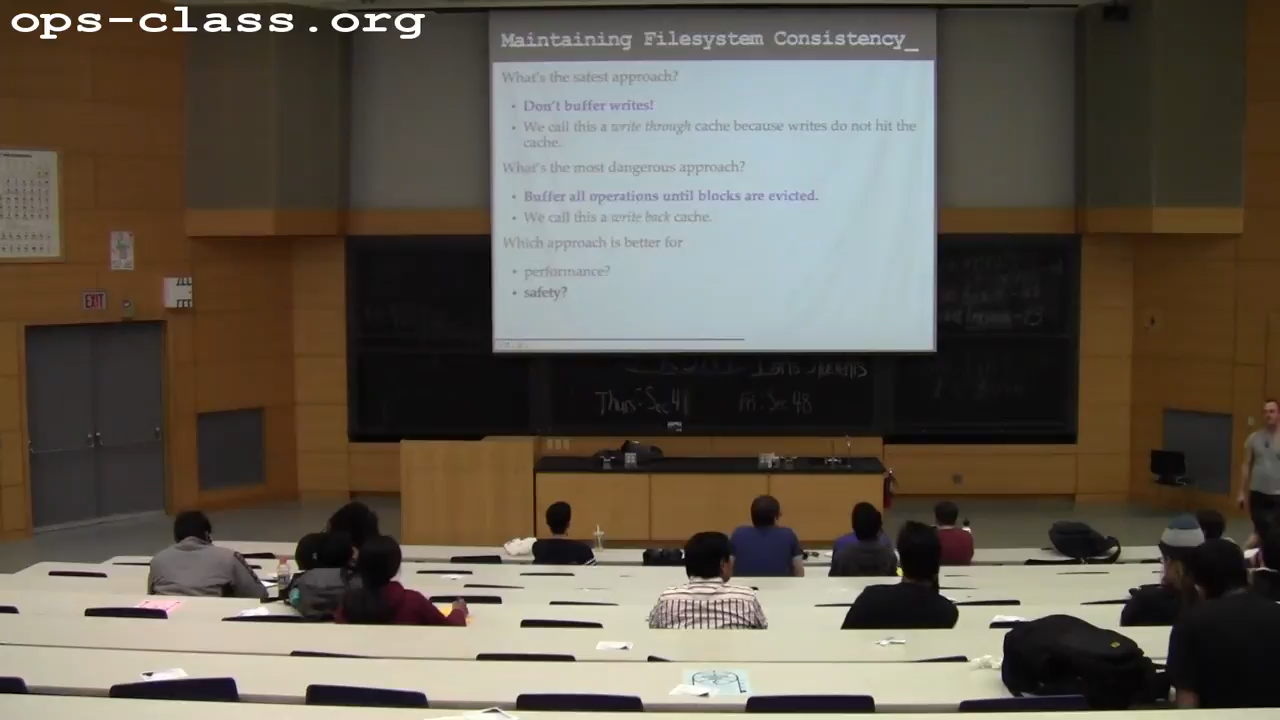 ops-class.org
Maintaining Filesystem Consistency_
What's the safest approach?
• Don't buffer writes!
• We call this a write through cache because writes do not hit the
cache.
What's the most dangerous approach?
• Buffer all operations until blocks are evicted.
• We call this a write back cache.
Which approach is better for
• performance?
• safety?
EXIT
Thurs: Sec 41
Fri: Sec 48